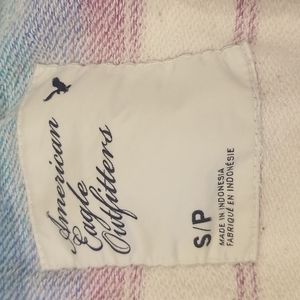 American
Eagle
Outfitters
S/P
MADE IN INDONESIA
FABRIQUÉ EN INDONÉSIE